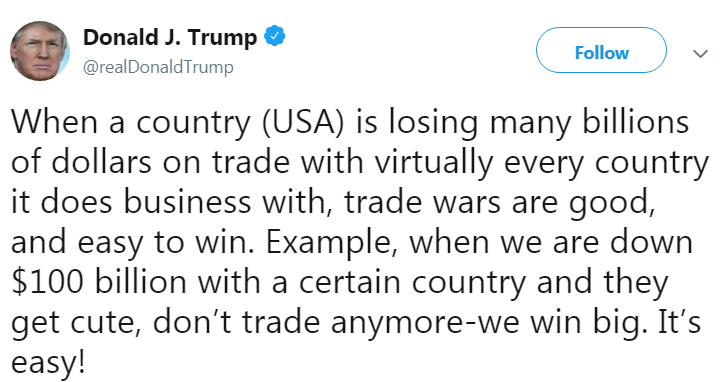 Donald J. Trump
@realDonaldTrump
Follow
When a country (USA) is losing many billions
of dollars on trade with virtually every country
it does business with, trade wars are good,
and easy to win. Example, when we are down
$100 billion with a certain country and they
get cute, don’t trade anymore-we win big. It’s
easy!